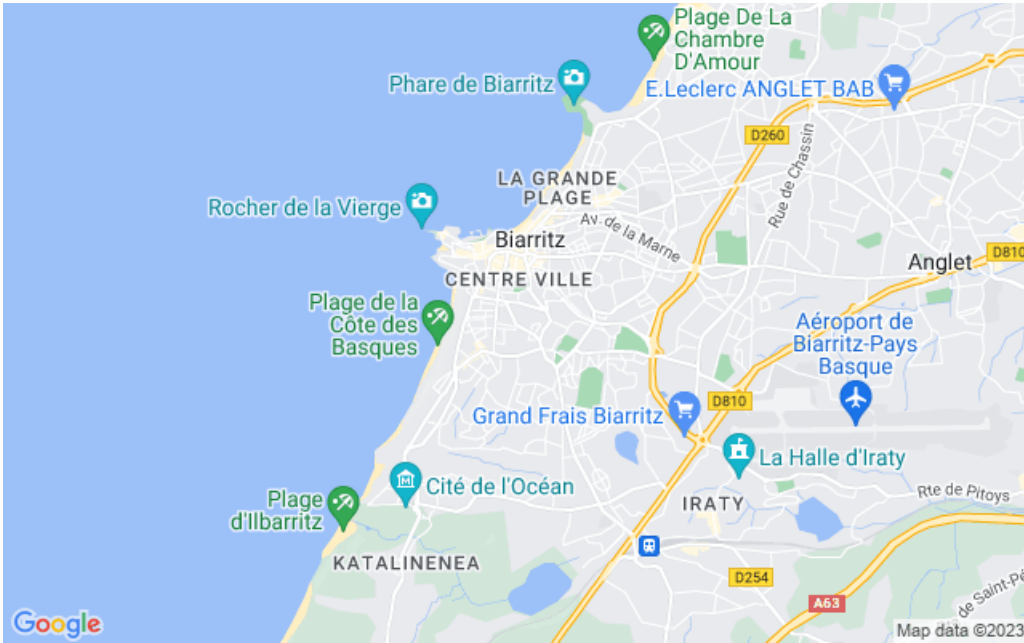 Plage De La
Chambre
D'Amour
Phare de Biarritz
E.Leclerc ANGLET BAB
D260
Rue de Chassin
LA GRANDE
PLAGE
Rocher de la Vierge
Av. de la Marne
Biarritz
Anglet
D810
CENTRE VILLE
Plage de la
Côte des
Basques
Aéroport de
Biarritz-Pays
Basque
D810
Grand Frais Biarritz
La Halle d'Iraty
Cité de l'Océan
Rte de Pitoys
Plage
d'Ilbarritz
IRATY
KATALINENEA
D254
A63
de Saint-Pé
Google
Map data ©2023